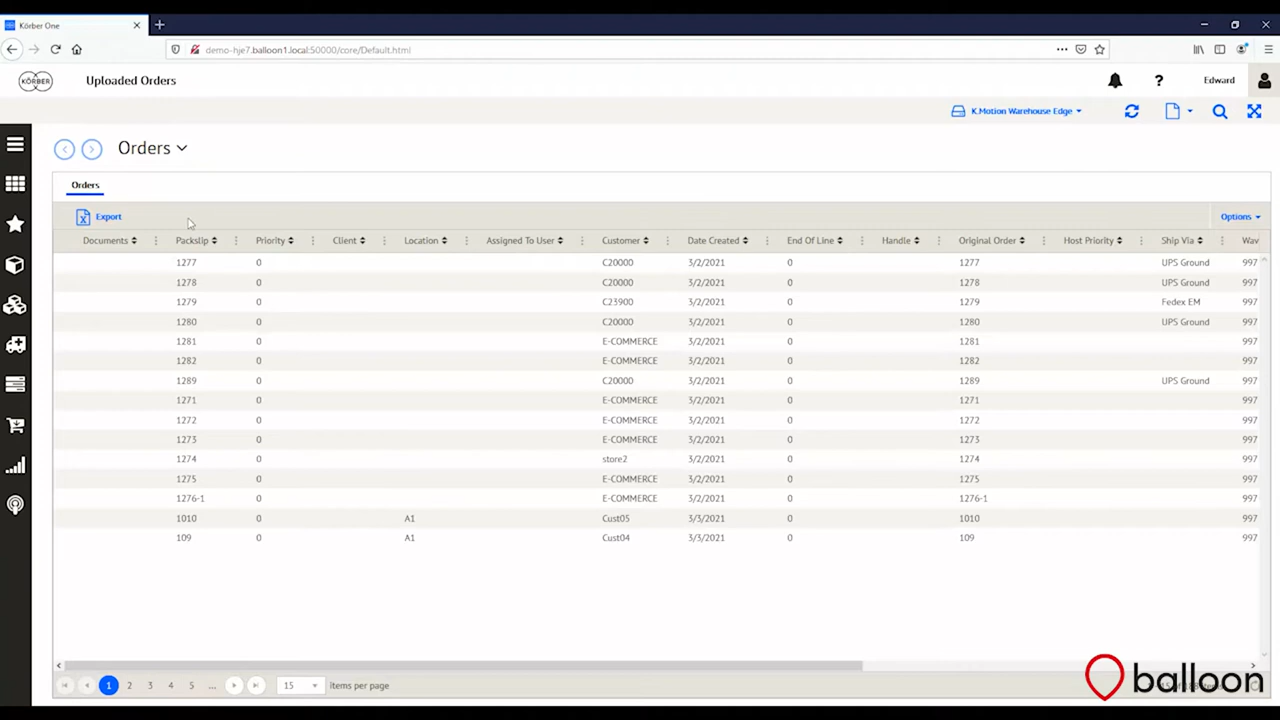 Körber One
demo-hje7.balloon1.local:50000/core/Default.html
KÖRBER
Uploaded Orders
?
Edward
K.Motion Warehouse Edge
Orders
Orders
Export
Options
Documents Packslip Priority Client Location Assigned To User Customer Date Created End Of Line Handle Original Order Host Priority Ship Via Wav
1277 0 C20000 3/2/2021 0 1277 UPS Ground 997
1278 0 C20000 3/2/2021 0 1278 UPS Ground 997
1279 0 C23900 3/2/2021 0 1279 Fedex EM 997
1280 0 C20000 3/2/2021 0 1280 UPS Ground 997
1281 0 E-COMMERCE 3/2/2021 0 1281 997
1282 0 E-COMMERCE 3/2/2021 0 1282 997
1289 0 C20000 3/2/2021 0 1289 UPS Ground 997
1271 0 E-COMMERCE 3/2/2021 0 1271 997
1272 0 E-COMMERCE 3/2/2021 0 1272 997
1273 0 E-COMMERCE 3/2/2021 0 1273 997
1274 0 store2 3/2/2021 0 1274 997
1275 0 E-COMMERCE 3/2/2021 0 1275 997
1276-1 0 E-COMMERCE 3/2/2021 0 1276-1 997
1010 0 A1 Cust05 3/3/2021 0 1010 997
109 0 A1 Cust04 3/3/2021 0 109 997
1 2 3 4 5 ... 15 items per page
balloon